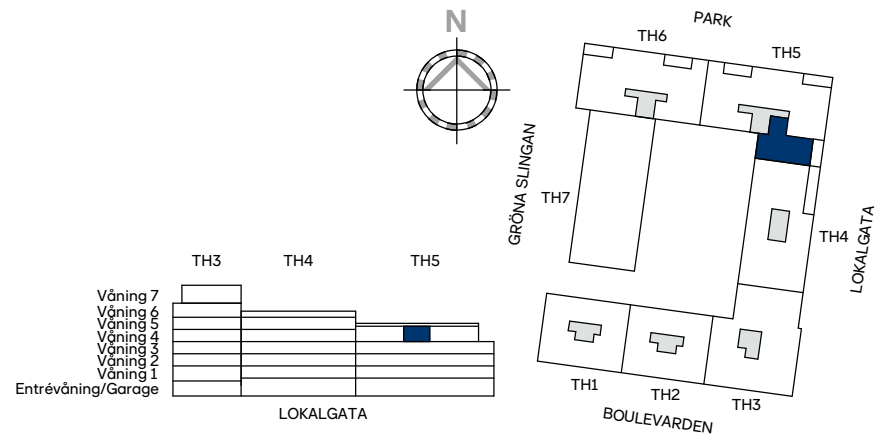 N
PARK
TH6
TH5
GRÖNA SLINGAN
TH7
TH4
LOKALGATA
TH1
TH2
TH3
BOULEVARDEN
TH3
TH4
TH5
Våning 7
Våning 6
Våning 5
Våning 4
Våning 3
Våning 2
Våning 1
Entrévåning/Garage
LOKALGATA